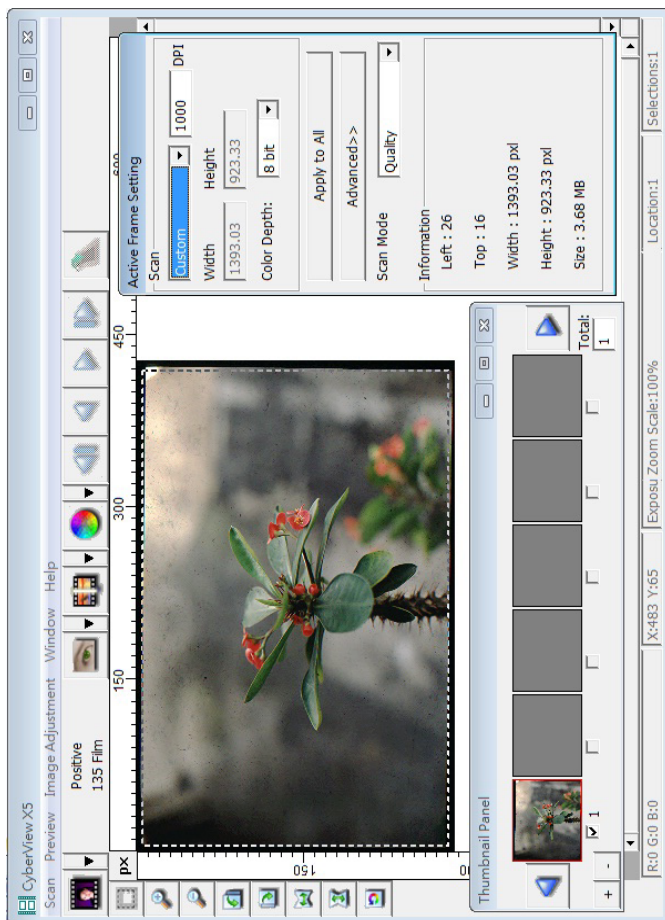 CyberView X5
Scan Preview Image Adjustment Window Help
Positive
135 Film
px
150
300
450
600
150
Active Frame Setting
Scan
Custom
1000
DPI
Width
Height
1393.03
923.33
Color Depth:
8 bit
Apply to All
Advanced>>
Scan Mode
Quality
Information
Left : 26
Top : 16
Width : 1393.03 pxl
Height : 923.33 pxl
Size : 3.68 MB
Thumbnail Panel
1
Total:
1
+ -
R:0 G:0 B:0
X:483 Y:65
Exposu Zoom Scale:100%
Location:1
Selections:1